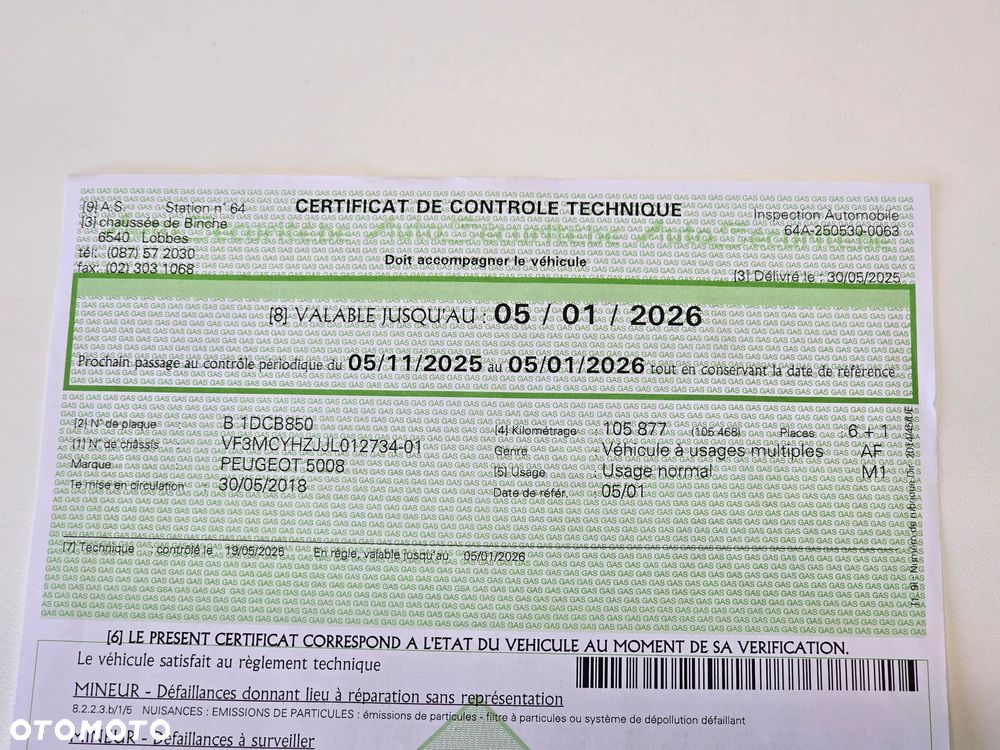 [9] A.S. Station n° 64
CERTIFICAT DE CONTROLE TECHNIQUE
Inspection Automobile
[3] chaussée de Binche
64A-250530-0063
6540 Lobbes
tél: (087) 57 2030
Doit accompagner le véhicule
fax: (02) 303 1068
[3] Délivré le : 30/05/2025
[8] VALABLE JUSQU'AU : 05 / 01 / 2026
Prochain passage au contrôle périodique du 05/11/2025 au 05/01/2026 tout en conservant la date de référence.
[2] N° de plaque : B 1DCB850
[4] Kilométrage : 105 877 (105 468) Places 6 + 1
[1] N° de chassis : VF3MCYHZJJL012734-01
Genre : Véhicule à usages multiples AF
Marque : PEUGEOT 5008
[5] Usage : Usage normal M1
1e mise en circulation : 30/05/2018
Date de référ. : 05/01
[7] Technique : contrôlé le 19/05/2025 En règle, valable jusqu'au 05/01/2026
[6] LE PRESENT CERTIFICAT CORRESPOND A L'ETAT DU VEHICULE AU MOMENT DE SA VERIFICATION.
Le véhicule satisfait au règlement technique
MINEUR - Défaillances donnant lieu à réparation sans représentation
8.2.2.3.b/1/5 NUISANCES : EMISSIONS DE PARTICULES : émissions de particules - filtre à particules ou système de dépollution défaillant
MINEUR - Défaillances à surveiller
OTOMOTO